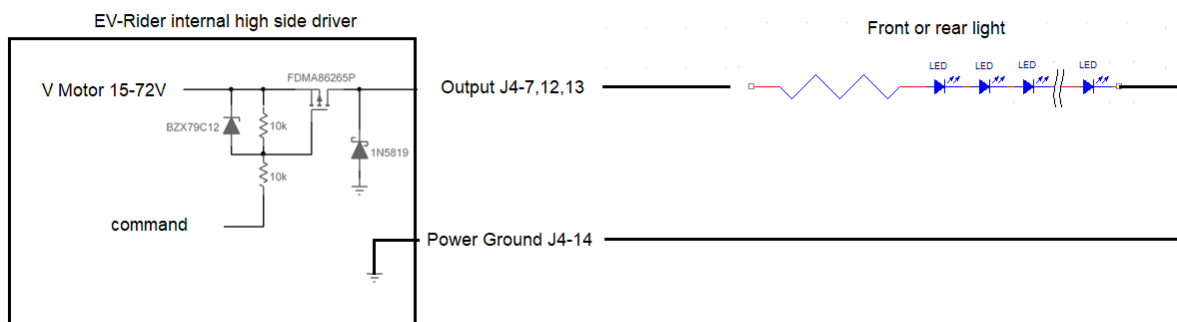 EV-Rider internal high side driver
Front or rear light
FDMA86265P
V Motor 15-72V
Output J4-7,12,13
LED
LED
LED
LED
BZX79C12
10k
1N5819
10k
command
Power Ground J4-14